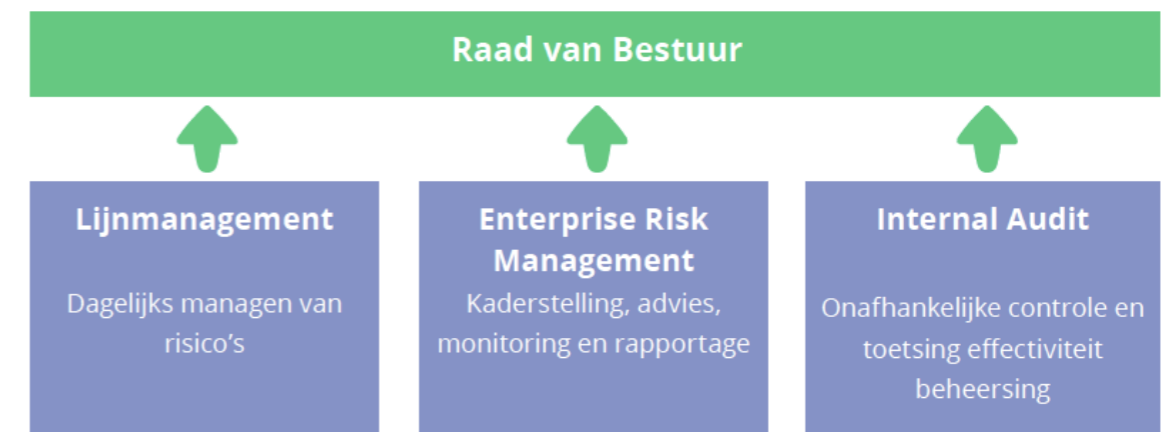 Raad van Bestuur
Lijnmanagement
Dagelijks managen van
risico's
Enterprise Risk
Management
Kaderstelling, advies,
monitoring en rapportage
Internal Audit
Onafhankelijke controle en
toetsing effectiviteit
beheersing